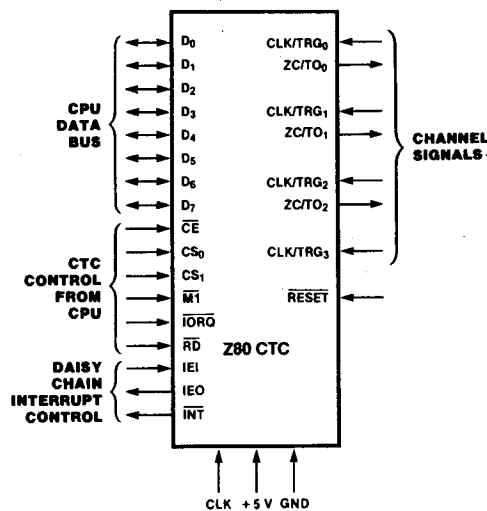 CPU
DATA
BUS
D0
D1
D2
D3
D4
D5
D6
D7
CTC
CONTROL
FROM
CPU
CE
CS0
CS1
M1
IORQ
RD
DAISY
CHAIN
INTERRUPT
CONTROL
IEI
IEO
INT
CLK/TRG0
ZC/TO0
CLK/TRG1
ZC/TO1
CLK/TRG2
ZC/TO2
CLK/TRG3
RESET
CHANNEL
SIGNALS
Z80 CTC
CLK +5 V GND